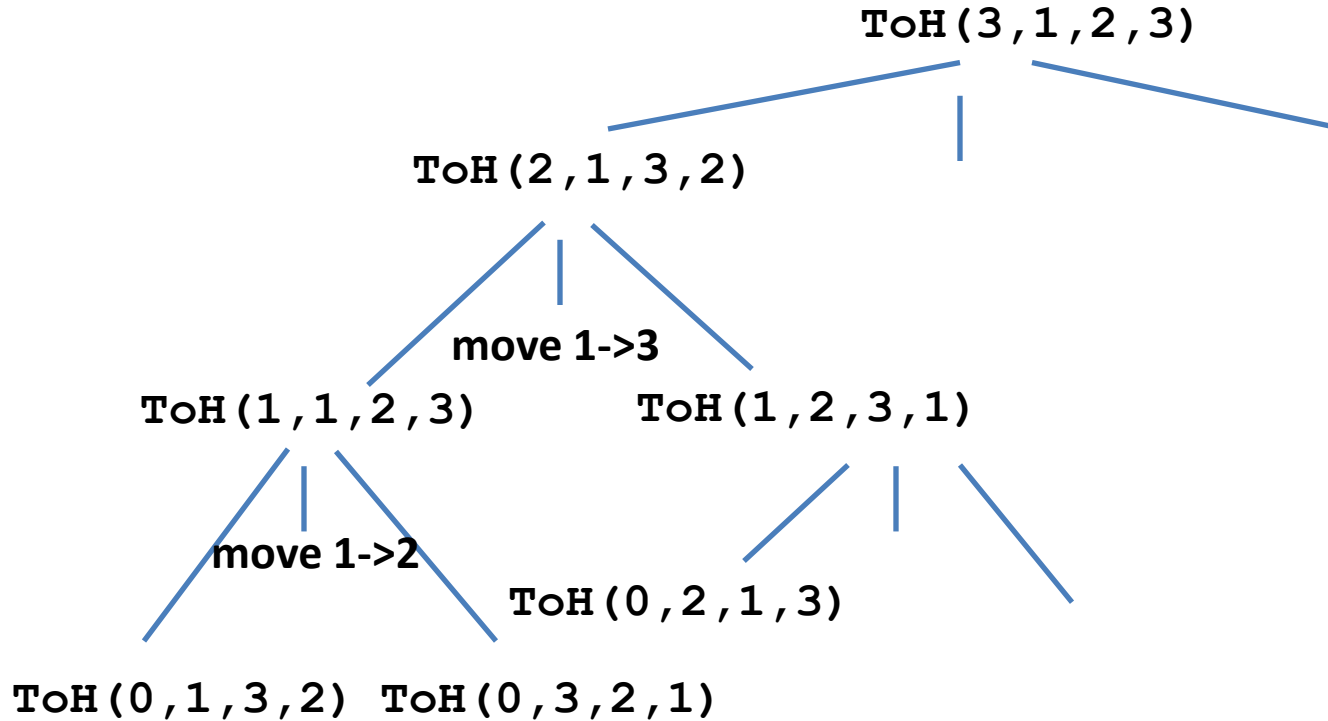 ToH(3,1,2,3)
ToH(2,1,3,2)
move 1->3
ToH(1,1,2,3) ToH(1,2,3,1)
move 1->2
ToH(0,2,1,3)
ToH(0,1,3,2) ToH(0,3,2,1)